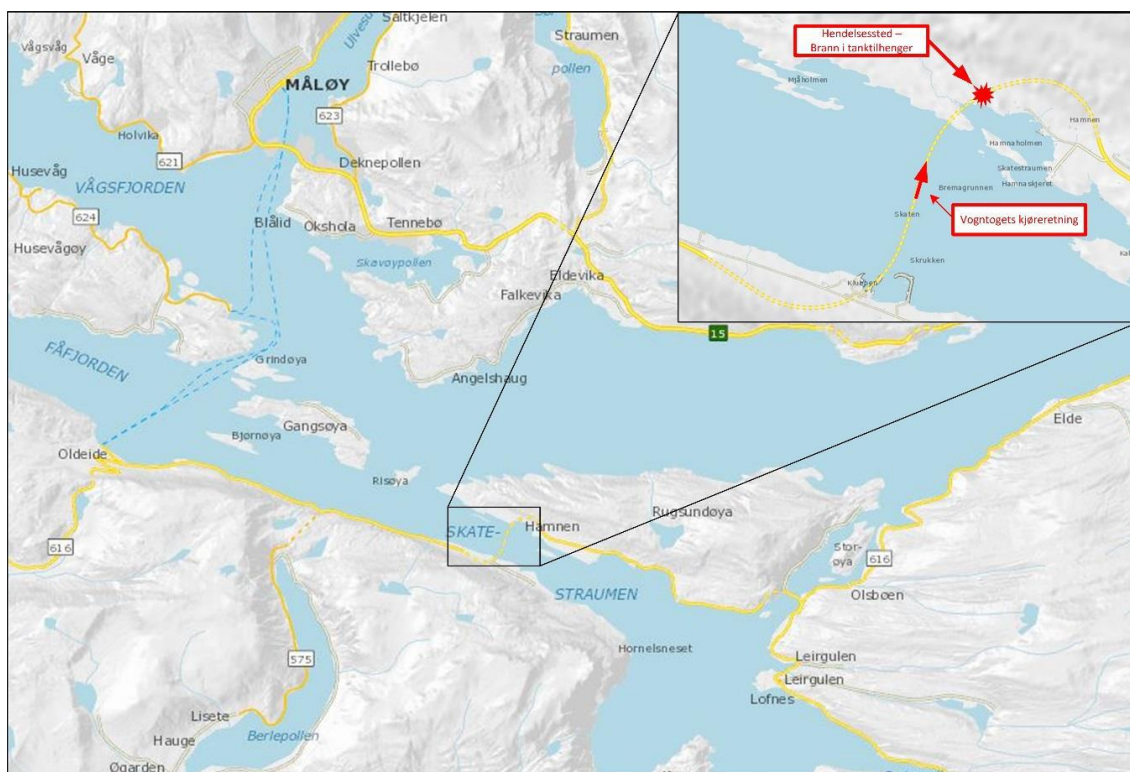 Saltkjelen
Ulvesu
Straumen
pollen
Vågsvåg
Våge
Trollebø
MÅLØY
623
Holvika
621
Deknepollen
Husevåg
VÅGSFJORDEN
624
Blålid
Okshola
Tennebø
Husevågøy
Skavøypollen
Eldevika
Falkevika
15
FÅFJORDEN
Grindøya
Angelshaug
Gangsøya
Bjørnøya
Elde
Oldeide
Risøya
SKATE-
Hamnen
Rugsundøya
616
Stor-
øya
616
STRAUMEN
Olsbøen
Hornelsneset
575
Leirgulen
Leirgulen
Lofnes
Lisete
Hauge
Berlepollen
Øgarden
Hendelsessted –
Brann i tanktilhenger
Mjåholmen
Hamnen
Hamnaholmen
Skatestraumen
Hamnaskjeret
Bremagrunnen
Skaten
Vogntogets kjøreretning
Skrukken
Klubben